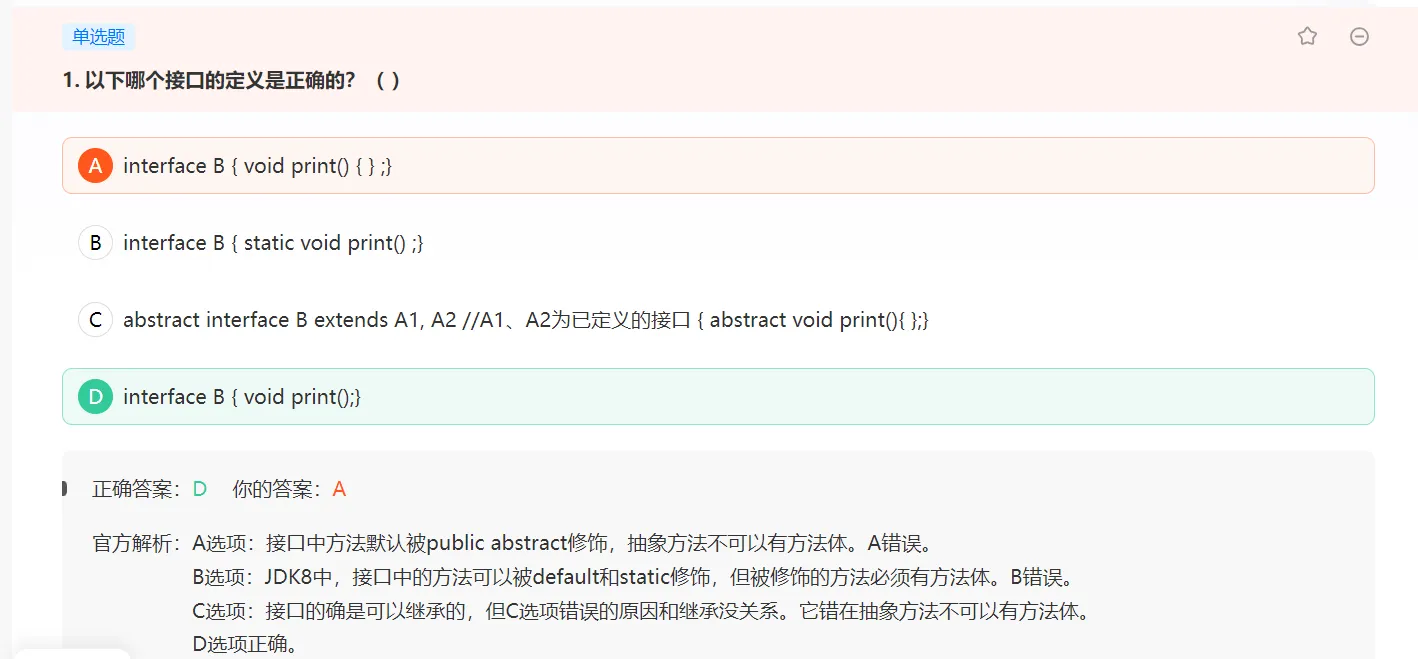 单选题
1. 以下哪个接口的定义是正确的？ （ ）
A interface B { void print() { } ;}
B interface B { static void print() ;}
C abstract interface B extends A1, A2 //A1、A2为已定义的接口 { abstract void print(){ };}
D interface B { void print();}
正确答案：D 你的答案：A
官方解析：A选项：接口中方法默认被public abstract修饰，抽象方法不可以有方法体。A错误。
B选项：JDK8中，接口中的方法可以被default和static修饰，但被修饰的方法必须有方法体。B错误。
C选项：接口的确是可以继承的，但C选项错误的原因和继承没关系。它错在抽象方法不可以有方法体。
D选项正确。